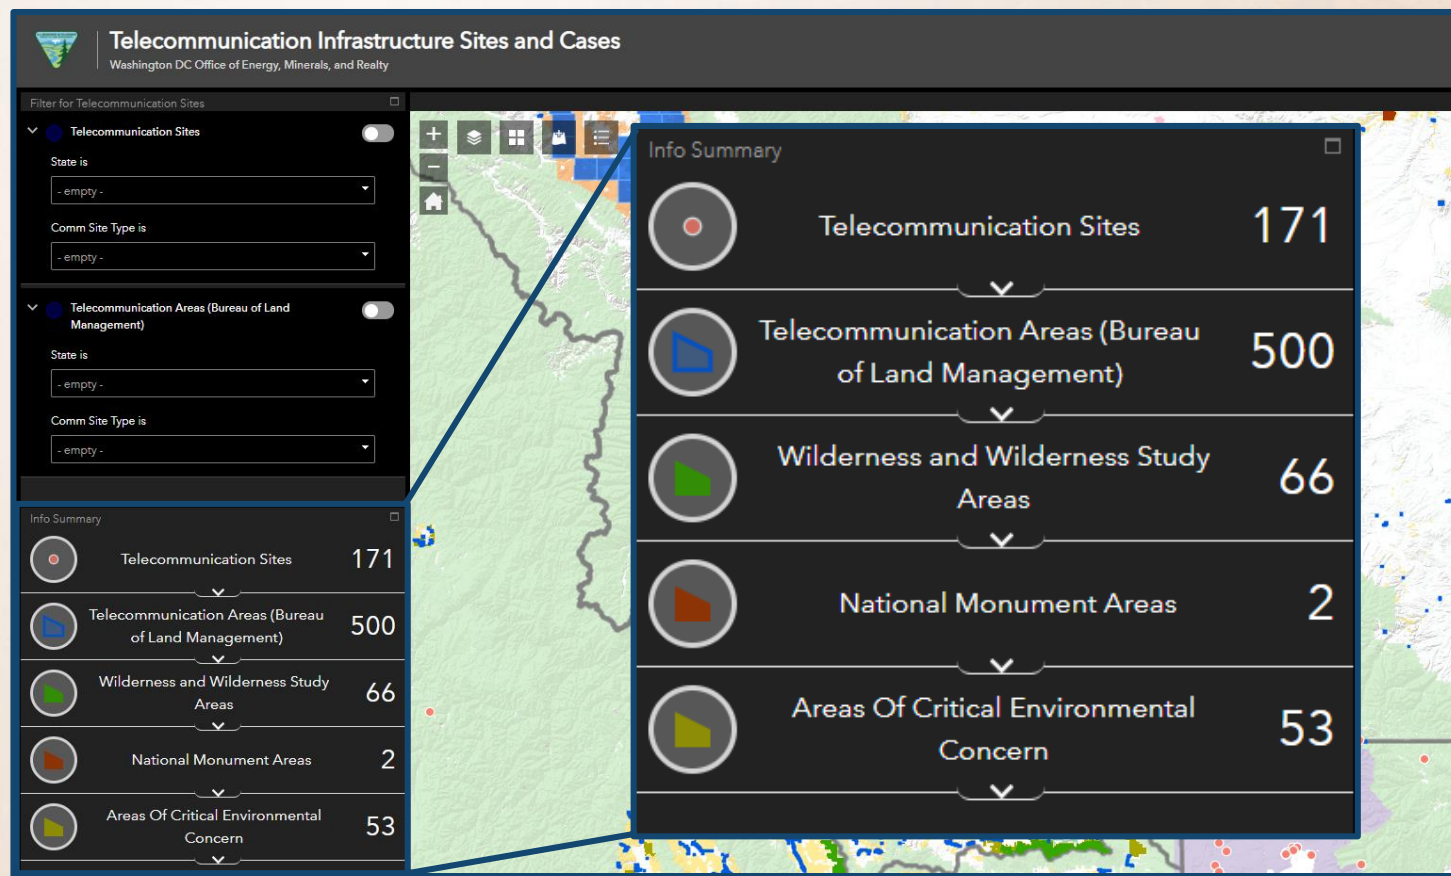 Telecommunication Infrastructure Sites and Cases
Washington DC Office of Energy, Minerals, and Realty
Filter for Telecommunication Sites
Telecommunication Sites
State is
- empty -
Comm Site Type is
- empty -
Telecommunication Areas (Bureau of Land
Management)
State is
- empty -
Comm Site Type is
- empty -
Info Summary
Telecommunication Sites 171
Telecommunication Areas (Bureau
of Land Management) 500
Wilderness and Wilderness Study
Areas 66
National Monument Areas 2
Areas Of Critical Environmental
Concern 53
Info Summary
Telecommunication Sites 171
Telecommunication Areas (Bureau
of Land Management) 500
Wilderness and Wilderness Study
Areas 66
National Monument Areas 2
Areas Of Critical Environmental
Concern 53